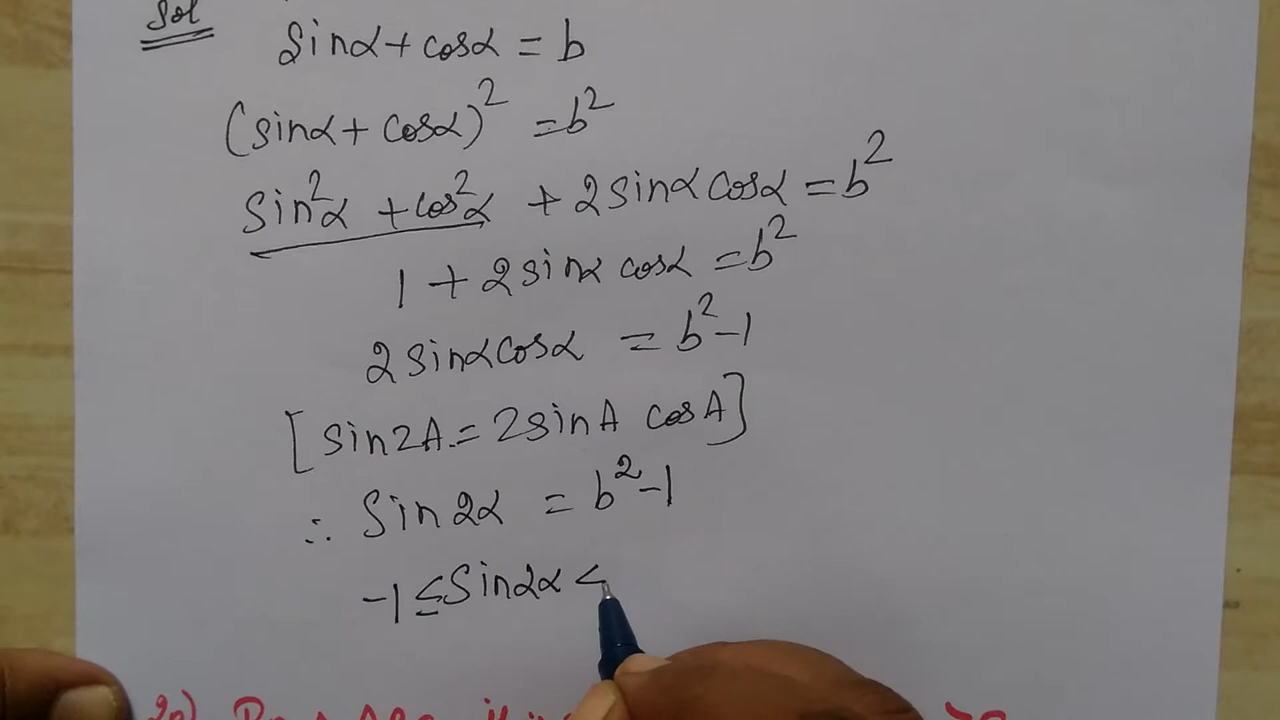 Sol
Sinα + cosα = b
(sinα + cosα)² = b²
Sin²α + cos²α + 2sinα cosα = b²
1 + 2sinα cosα = b²
2sinαcosα = b²-1
[sin2A = 2sinA cosA]
∴ Sin2α = b²-1
-1 ≤ Sin2α <